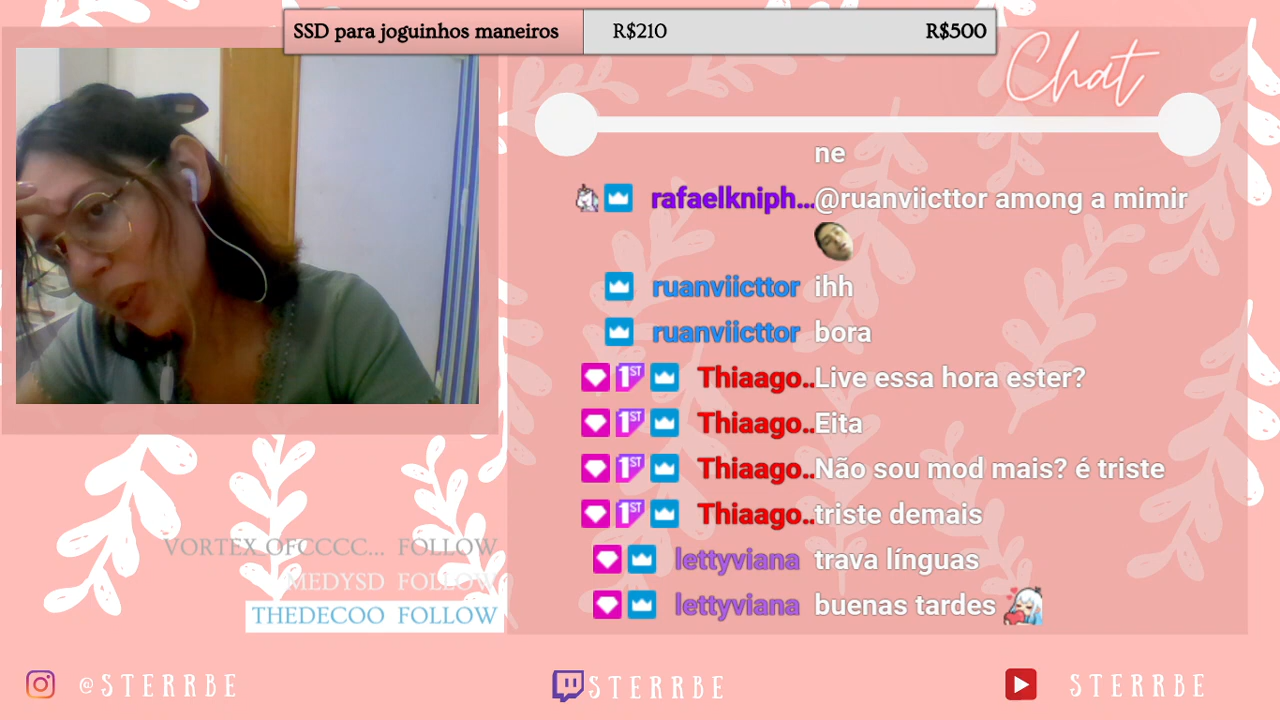 SSD para joguinhos maneiros R$210 R$500
Chat
ne
rafaelkniph... @ruanviicttor among a mimir
ruanviicttor ihh
ruanviicttor bora
1ST Thiaago.. Live essa hora ester?
1ST Thiaago.. Eita
1ST Thiaago.. Não sou mod mais? é triste
1ST Thiaago.. triste demais
lettyviana trava línguas
lettyviana buenas tardes
VORTEX_OFCCCC... FOLLOW
MEDYSD FOLLOW
THEDECOO FOLLOW
@STERRBE
STERRBE
STERRBE